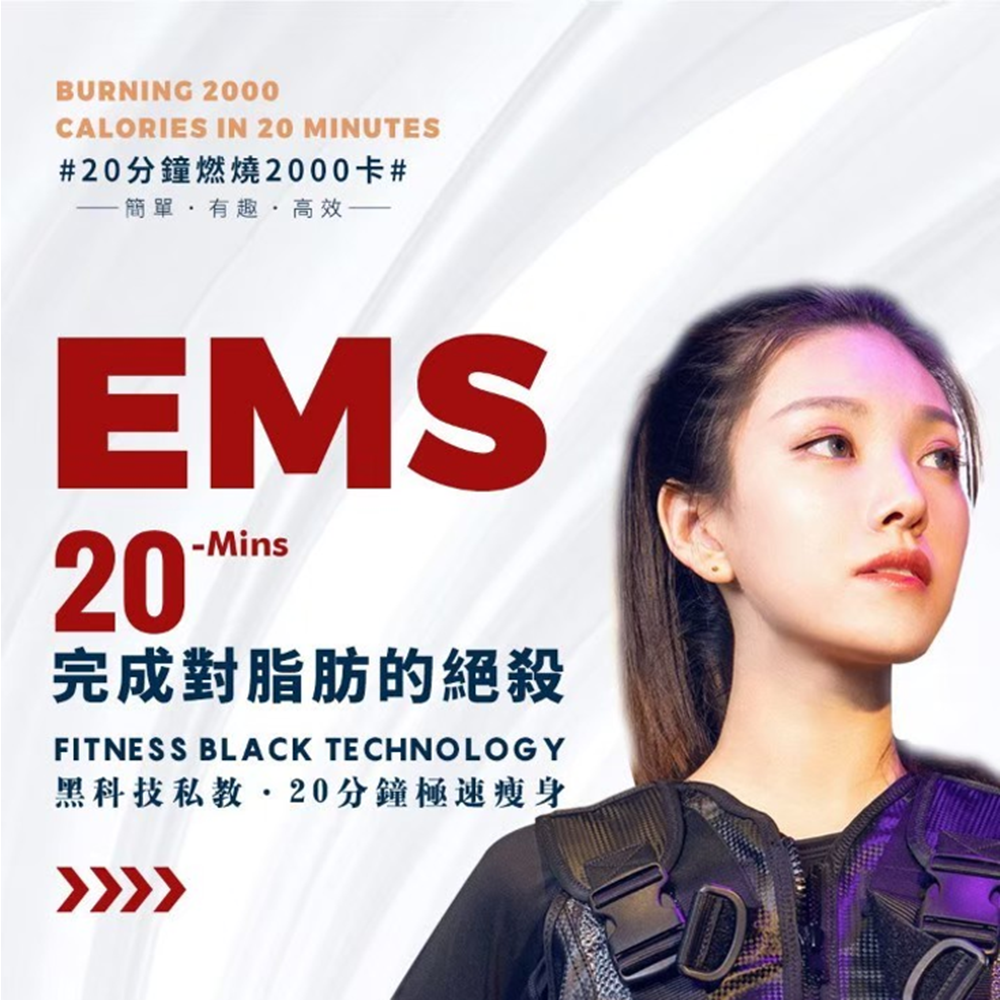 BURNING 2000
CALORIES IN 20 MINUTES
#20分鐘燃燒2000卡#
簡單·有趣·高效
EMS
20-Mins
完成對脂肪的絕殺
FITNESS BLACK TECHNOLOGY
黑科技私教·20分鐘極速瘦身